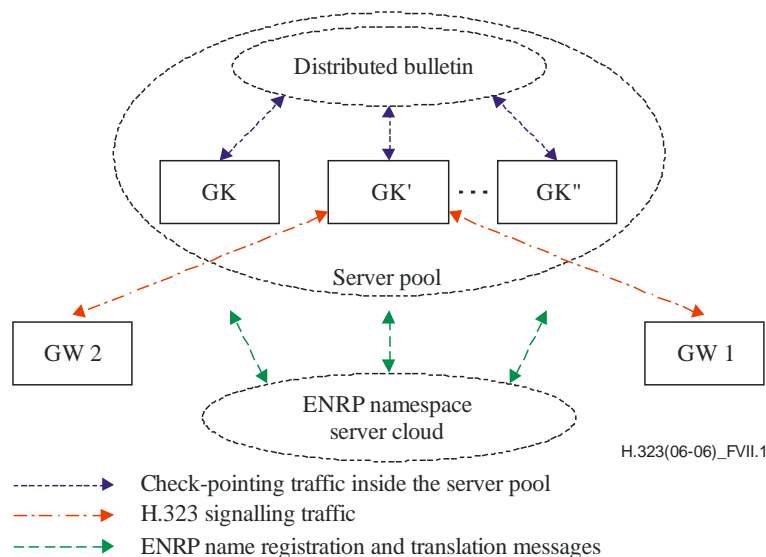 Distributed bulletin
GK
GK'
GK"
Server pool
GW 2
GW 1
ENRP namespace
server cloud
H.323(06-06)_FVII.1
Check-pointing traffic inside the server pool
H.323 signalling traffic
ENRP name registration and translation messages